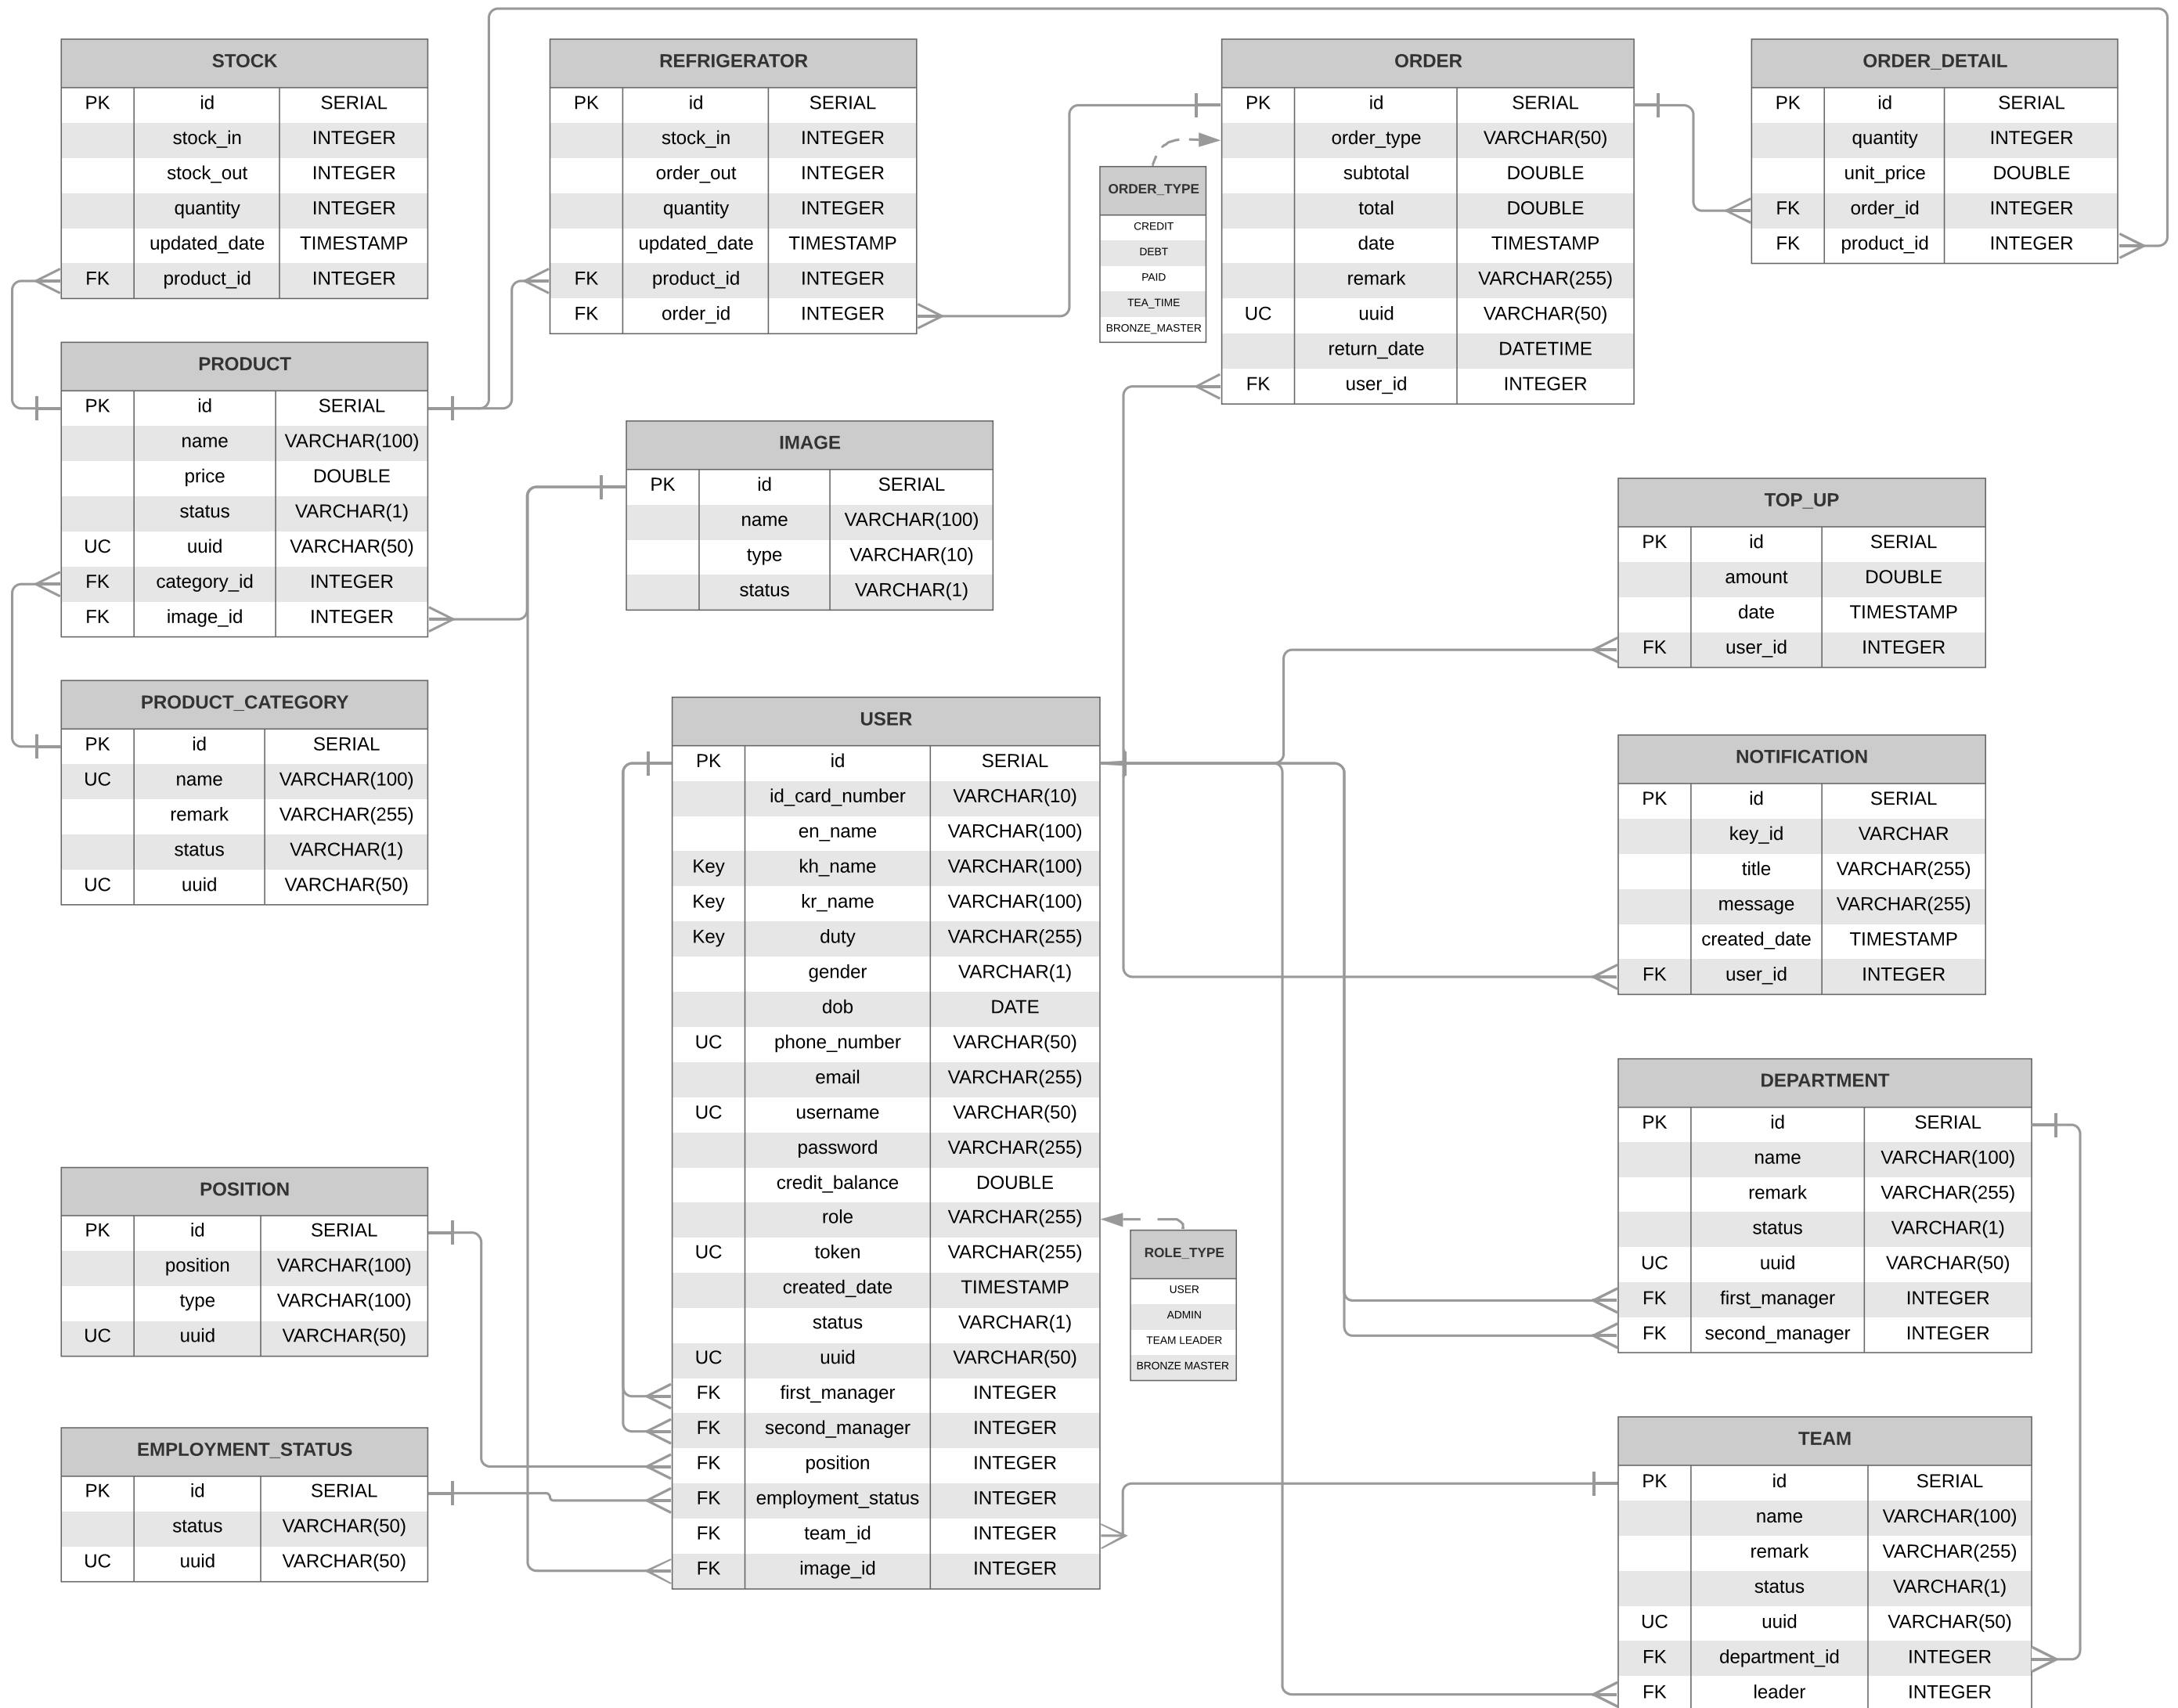 STOCK
PK id SERIAL
stock_in INTEGER
stock_out INTEGER
quantity INTEGER
updated_date TIMESTAMP
FK product_id INTEGER
REFRIGERATOR
PK id SERIAL
stock_in INTEGER
order_out INTEGER
quantity INTEGER
updated_date TIMESTAMP
FK product_id INTEGER
FK order_id INTEGER
ORDER
PK id SERIAL
order_type VARCHAR(50)
subtotal DOUBLE
total DOUBLE
date TIMESTAMP
remark VARCHAR(255)
UC uuid VARCHAR(50)
return_date DATETIME
FK user_id INTEGER
ORDER_TYPE
CREDIT
DEBT
PAID
TEA_TIME
BRONZE_MASTER
ORDER_DETAIL
PK id SERIAL
quantity INTEGER
unit_price DOUBLE
FK order_id INTEGER
FK product_id INTEGER
PRODUCT
PK id SERIAL
name VARCHAR(100)
price DOUBLE
status VARCHAR(1)
UC uuid VARCHAR(50)
FK category_id INTEGER
FK image_id INTEGER
IMAGE
PK id SERIAL
name VARCHAR(100)
type VARCHAR(10)
status VARCHAR(1)
TOP_UP
PK id SERIAL
amount DOUBLE
date TIMESTAMP
FK user_id INTEGER
PRODUCT_CATEGORY
PK id SERIAL
UC name VARCHAR(100)
remark VARCHAR(255)
status VARCHAR(1)
UC uuid VARCHAR(50)
USER
PK id SERIAL
id_card_number VARCHAR(10)
en_name VARCHAR(100)
Key kh_name VARCHAR(100)
Key kr_name VARCHAR(100)
Key duty VARCHAR(255)
gender VARCHAR(1)
dob DATE
UC phone_number VARCHAR(50)
email VARCHAR(255)
UC username VARCHAR(50)
password VARCHAR(255)
credit_balance DOUBLE
role VARCHAR(255)
UC token VARCHAR(255)
created_date TIMESTAMP
status VARCHAR(1)
UC uuid VARCHAR(50)
FK first_manager INTEGER
FK second_manager INTEGER
FK position INTEGER
FK employment_status INTEGER
FK team_id INTEGER
FK image_id INTEGER
ROLE_TYPE
USER
ADMIN
TEAM LEADER
BRONZE MASTER
NOTIFICATION
PK id SERIAL
key_id VARCHAR
title VARCHAR(255)
message VARCHAR(255)
created_date TIMESTAMP
FK user_id INTEGER
DEPARTMENT
PK id SERIAL
name VARCHAR(100)
remark VARCHAR(255)
status VARCHAR(1)
UC uuid VARCHAR(50)
FK first_manager INTEGER
FK second_manager INTEGER
POSITION
PK id SERIAL
position VARCHAR(100)
type VARCHAR(100)
UC uuid VARCHAR(50)
EMPLOYMENT_STATUS
PK id SERIAL
status VARCHAR(50)
UC uuid VARCHAR(50)
TEAM
PK id SERIAL
name VARCHAR(100)
remark VARCHAR(255)
status VARCHAR(1)
UC uuid VARCHAR(50)
FK department_id INTEGER
FK leader INTEGER